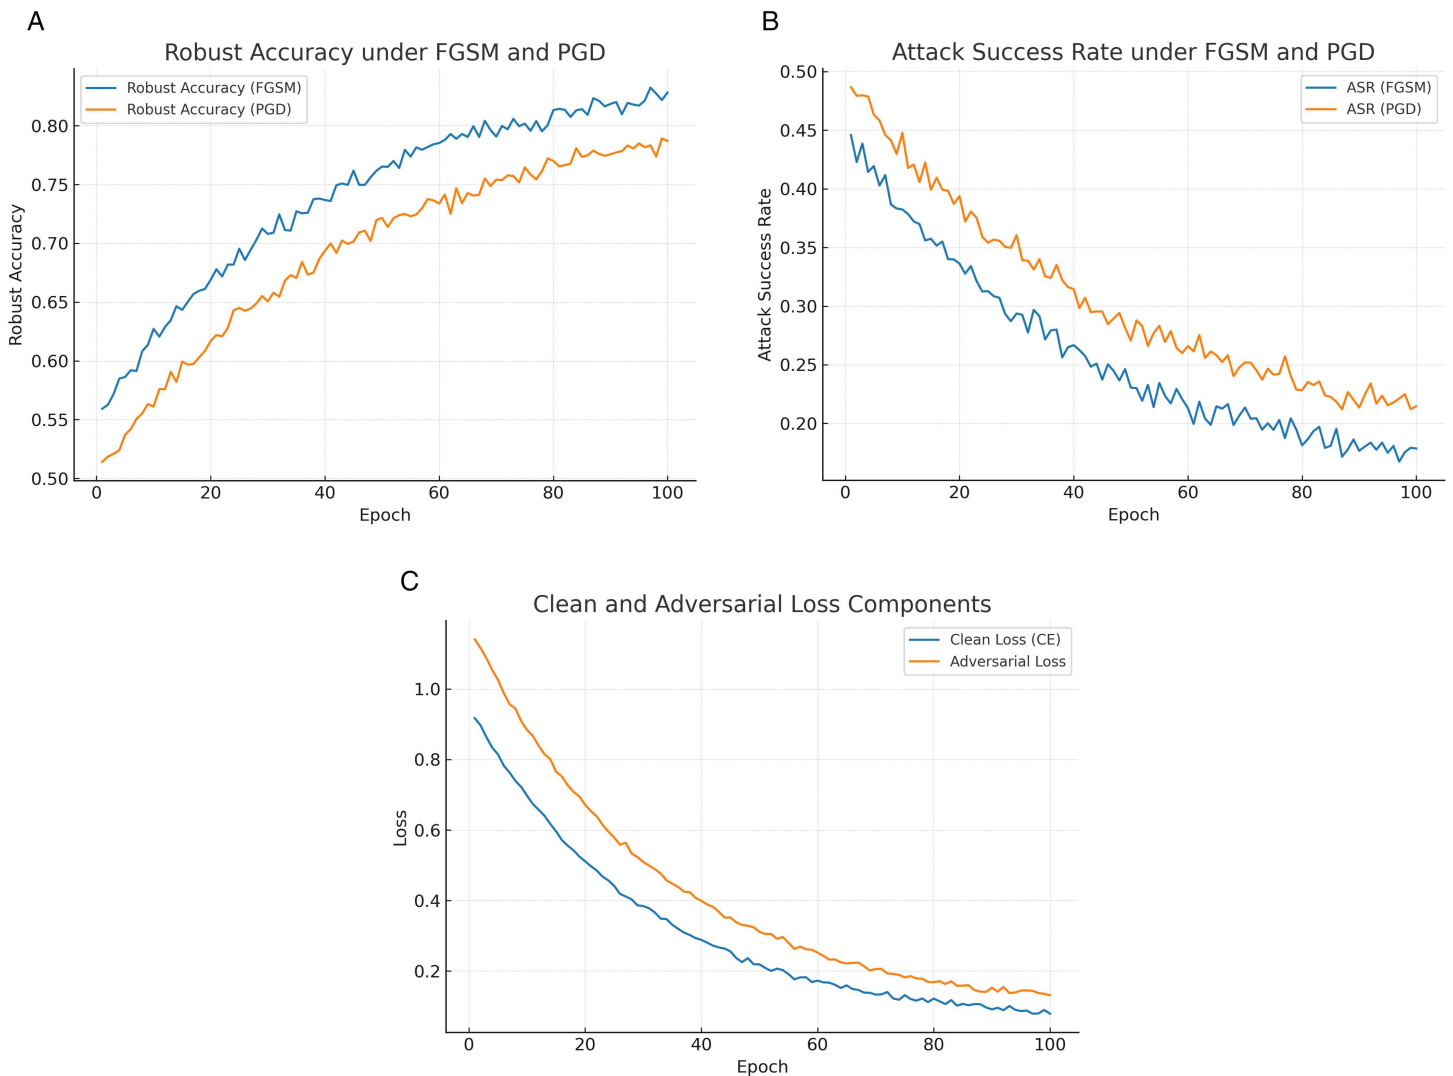 A
Robust Accuracy under FGSM and PGD
Robust Accuracy (FGSM)
Robust Accuracy (PGD)
Robust Accuracy
0.80
0.75
0.70
0.65
0.60
0.55
0.50
0 20 40 60 80 100
Epoch
B
Attack Success Rate under FGSM and PGD
ASR (FGSM)
ASR (PGD)
Attack Success Rate
0.50
0.45
0.40
0.35
0.30
0.25
0.20
0 20 40 60 80 100
Epoch
C
Clean and Adversarial Loss Components
Clean Loss (CE)
Adversarial Loss
Loss
1.0
0.8
0.6
0.4
0.2
0 20 40 60 80 100
Epoch